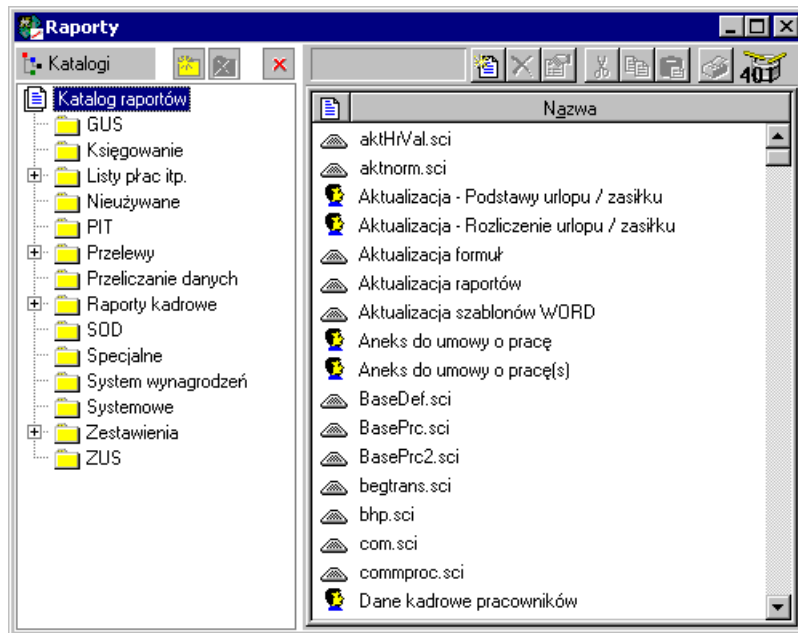 Raporty
Katalogi
401
Katalog raportów
GUS
Księgowanie
Listy płac itp.
Nieużywane
PIT
Przelewy
Przeliczanie danych
Raporty kadrowe
SOD
Specjalne
System wynagrodzeń
Systemowe
Zestawienia
ZUS
Nazwa
aktHrVal.sci
aktnorm.sci
Aktualizacja - Podstawy urlopu / zasiłku
Aktualizacja - Rozliczenie urlopu / zasiłku
Aktualizacja formuł
Aktualizacja raportów
Aktualizacja szablonów WORD
Aneks do umowy o pracę
Aneks do umowy o pracę(s)
BaseDef.sci
BasePrc.sci
BasePrc2.sci
begtrans.sci
bhp.sci
com.sci
commproc.sci
Dane kadrowe pracowników